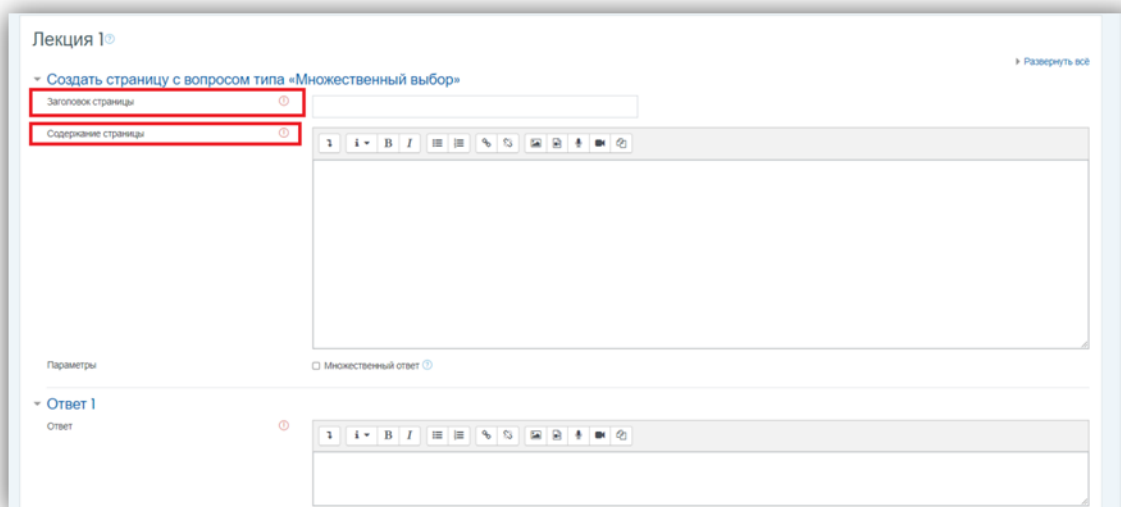 Лекция 1
Развернуть всё
Создать страницу с вопросом типа «Множественный выбор»
Заголовок страницы
Содержание страницы
Параметры
Множественный ответ
Ответ 1
Ответ